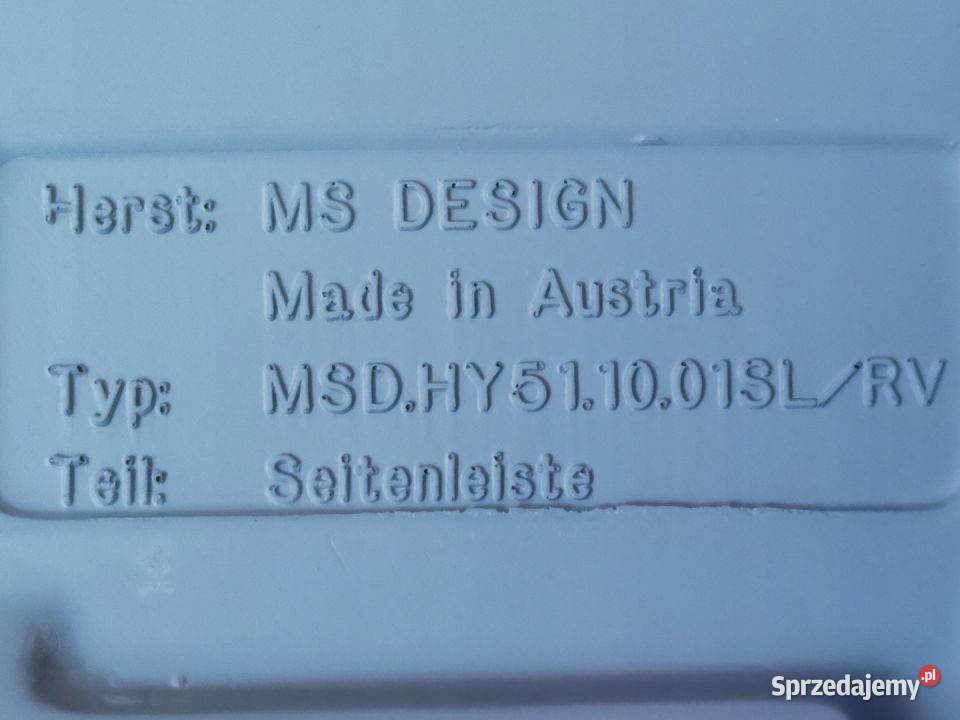 Herst: MS DESIGN
Made in Austria
Typ: MSD.HY51.10.01SL/RV
Teil: Seitenleiste
Sprzedajemy.pl